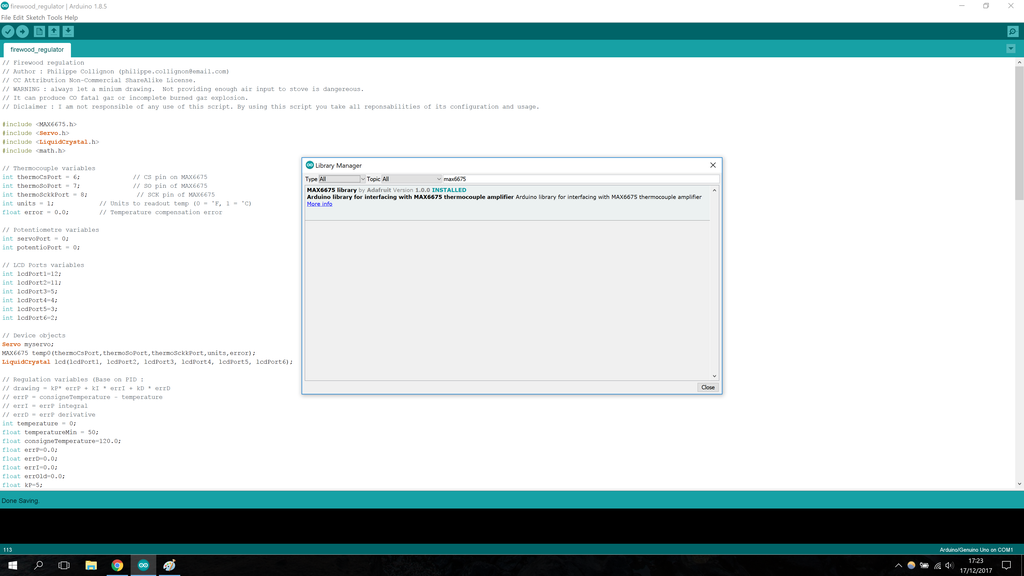 firewood_regulator | Arduino 1.8.5
File Edit Sketch Tools Help
firewood_regulator
// Firewood regulation
// Author : Philippe Collignon (philippe.collignon@email.com)
// CC Attribution Non-Commercial ShareAlike License.
// WARNING : always let a minium drawing.  Not providing enough air input to stove is dangereous.
// It can produce CO fatal gaz or incomplete burned gaz explosion.
// Diclaimer : I am not responsible of any use of this script. By using this script you take all reponsabilities of its configuration and usage.
#include <MAX6675.h>
#include <Servo.h>
#include <LiquidCrystal.h>
#include <math.h>
// Thermocouple variables
int thermoCsPort = 6; // CS pin on MAX6675
int thermoSoPort = 7; // SO pin of MAX6675
int thermoSckkPort = 8; // SCK pin of MAX6675
int units = 1; // Units to readout temp (0 = ˚F, 1 = ˚C)
float error = 0.0; // Temperature compensation error
// Potentiometre variables
int servoPort = 0;
int potentioPort = 0;
// LCD Ports variables
int lcdPort1=12;
int lcdPort2=11;
int lcdPort3=5;
int lcdPort4=4;
int lcdPort5=3;
int lcdPort6=2;
// Device objects
Servo myservo;
MAX6675 temp0(thermoCsPort,thermoSoPort,thermoSckkPort,units,error);
LiquidCrystal lcd(lcdPort1, lcdPort2, lcdPort3, lcdPort4, lcdPort5, lcdPort6);
// Regulation variables (Base on PID :
// drawing = kP* errP + kI * errI + kD * errD
// errP = consigneTemperature - temperature
// errI = errP integral
// errD = errP derivative
int temperature = 0;
float temperatureMin = 50;
float consigneTemperature=120.0;
float errP=0.0;
float errD=0.0;
float errI=0.0;
float errOld=0.0;
float kP=5;
Library Manager
Type All Topic All max6675
MAX6675 library by Adafruit Version 1.0.0 INSTALLED
Arduino library for interfacing with MAX6675 thermocouple amplifier Arduino library for interfacing with MAX6675 thermocouple amplifier
More info
Close
Done Saving.
113
Arduino/Genuino Uno on COM1
17:23
17/12/2017